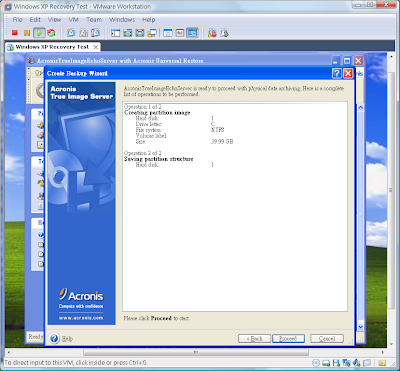 Windows XP Recovery Test - VMware Workstation
File Edit View VM Team Windows Help
Windows XP Recovery Test
AcronisTrueImageEchoServer with Acronis Universal Restore
Create Backup Wizard
Acronis
True Image Server
AcronisTrueImageEchoServer is ready to proceed with physical data archiving. Here is a complete
list of operations to be performed.
Operation 1 of 2
Creating partition image
Hard disk: 1
Drive letter: C:
File system: NTFS
Volume label:
Size: 39.99 GB
Operation 2 of 2
Saving partition structure
Hard disk: 1
Acronis
Compute with confidence
www.acronis.com
Please click Proceed to start.
Help
< Back
Proceed
Cancel
Ready
To direct input to this VM, click inside or press Ctrl+G.